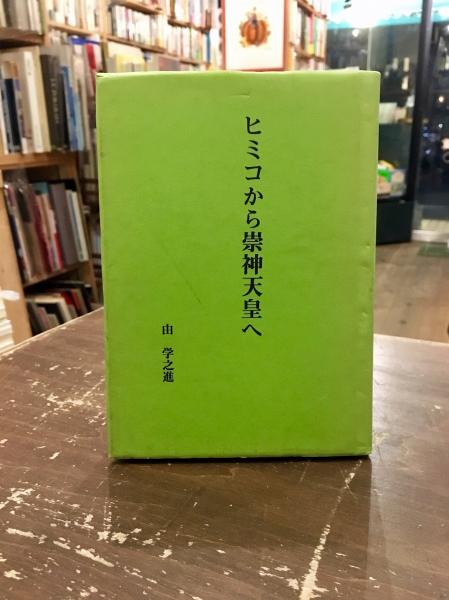 ヒミコから崇神天皇へ
由 学之進